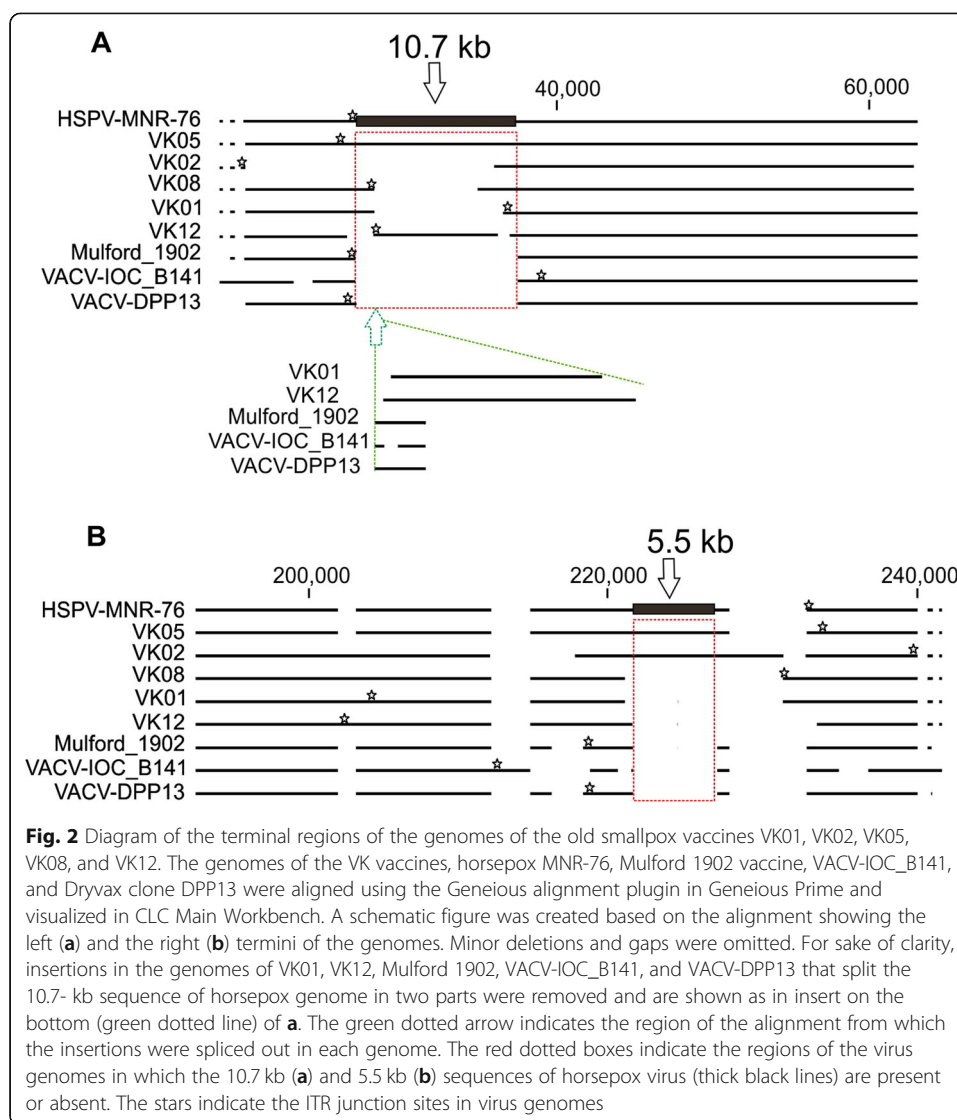 A
10.7 kb
40,000
60,000
HSPV-MNR-76
VK05
VK02
VK08
VK01
VK12
Mulford_1902
VACV-IOC_B141
VACV-DPP13
VK01
VK12
Mulford_1902
VACV-IOC_B141
VACV-DPP13
B
5.5 kb
200,000
220,000
240,000
HSPV-MNR-76
VK05
VK02
VK08
VK01
VK12
Mulford_1902
VACV-IOC_B141
VACV-DPP13
Fig. 2 Diagram of the terminal regions of the genomes of the old smallpox vaccines VK01, VK02, VK05,
VK08, and VK12. The genomes of the VK vaccines, horsepox MNR-76, Mulford 1902 vaccine, VACV-IOC_B141,
and Dryvax clone DPP13 were aligned using the Geneious alignment plugin in Geneious Prime and
visualized in CLC Main Workbench. A schematic figure was created based on the alignment showing the
left (a) and the right (b) termini of the genomes. Minor deletions and gaps were omitted. For sake of clarity,
insertions in the genomes of VK01, VK12, Mulford 1902, VACV-IOC_B141, and VACV-DPP13 that split the
10.7- kb sequence of horsepox genome in two parts were removed and are shown as in insert on the
bottom (green dotted line) of a. The green dotted arrow indicates the region of the alignment from which
the insertions were spliced out in each genome. The red dotted boxes indicate the regions of the virus
genomes in which the 10.7 kb (a) and 5.5 kb (b) sequences of horsepox virus (thick black lines) are present
or absent. The stars indicate the ITR junction sites in virus genomes